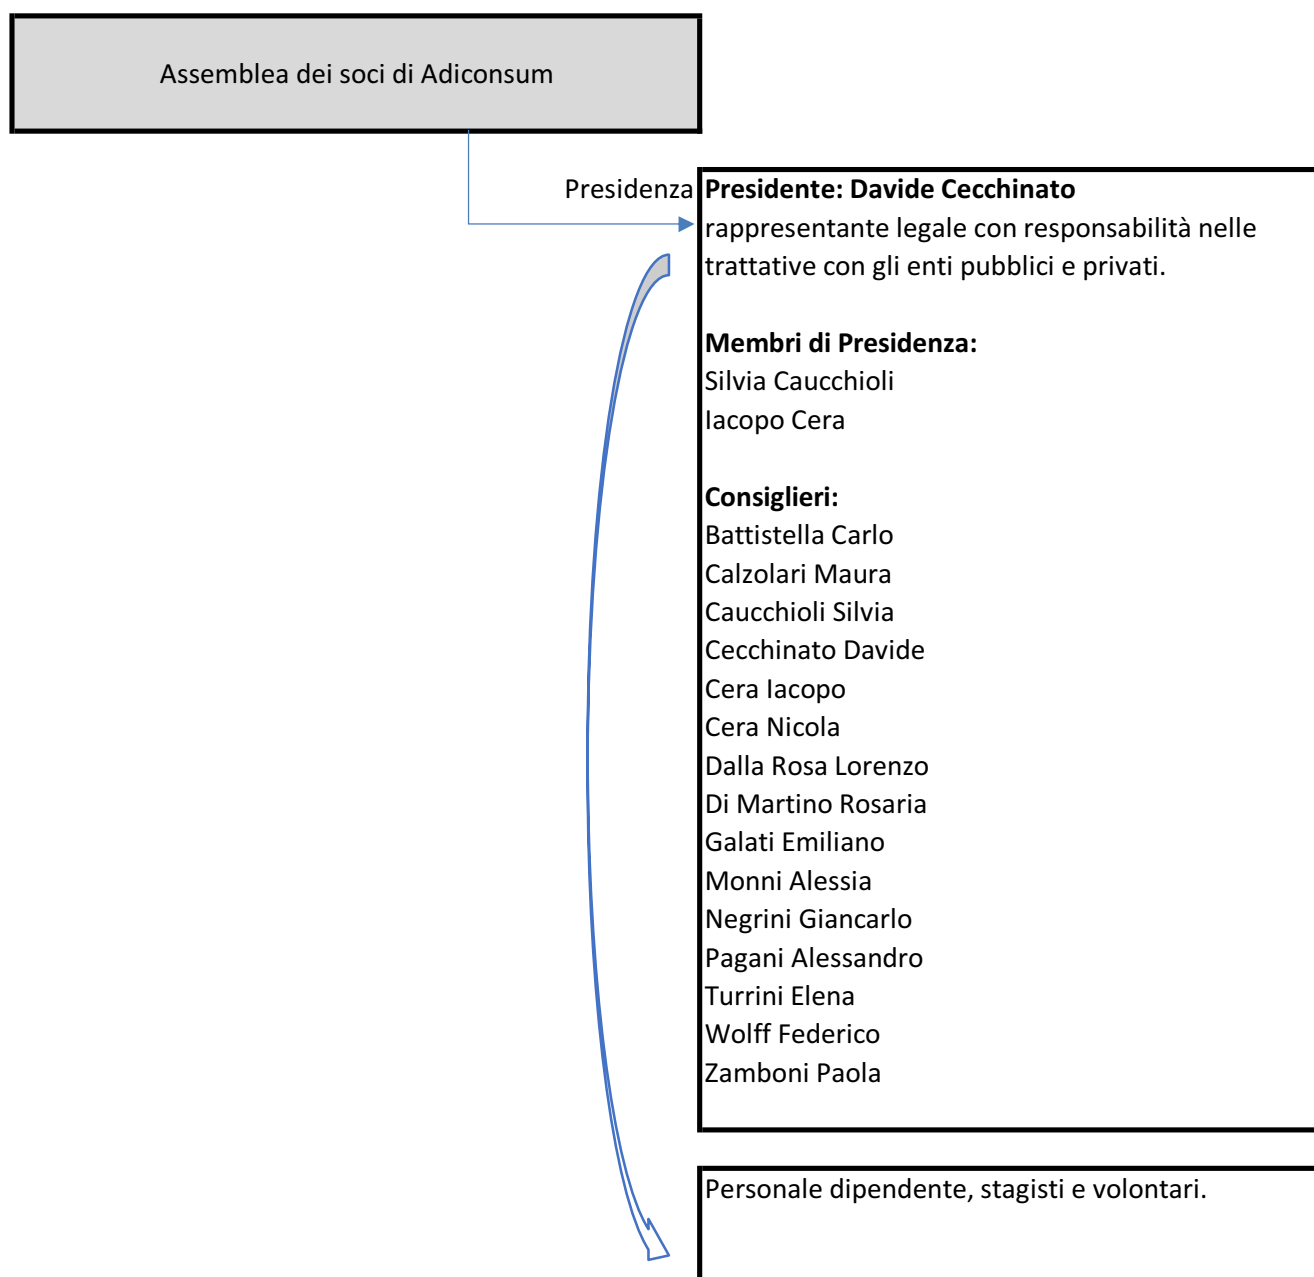 Assemblea dei soci di Adiconsum
Presidenza
Presidente: Davide Cecchinato
rappresentante legale con responsabilità nelle
trattative con gli enti pubblici e privati.
Membri di Presidenza:
Silvia Caucchioli
Iacopo Cera
Consiglieri:
Battistella Carlo
Calzolari Maura
Caucchioli Silvia
Cecchinato Davide
Cera Iacopo
Cera Nicola
Dalla Rosa Lorenzo
Di Martino Rosaria
Galati Emiliano
Monni Alessia
Negrini Giancarlo
Pagani Alessandro
Turrini Elena
Wolff Federico
Zamboni Paola
Personale dipendente, stagisti e volontari.